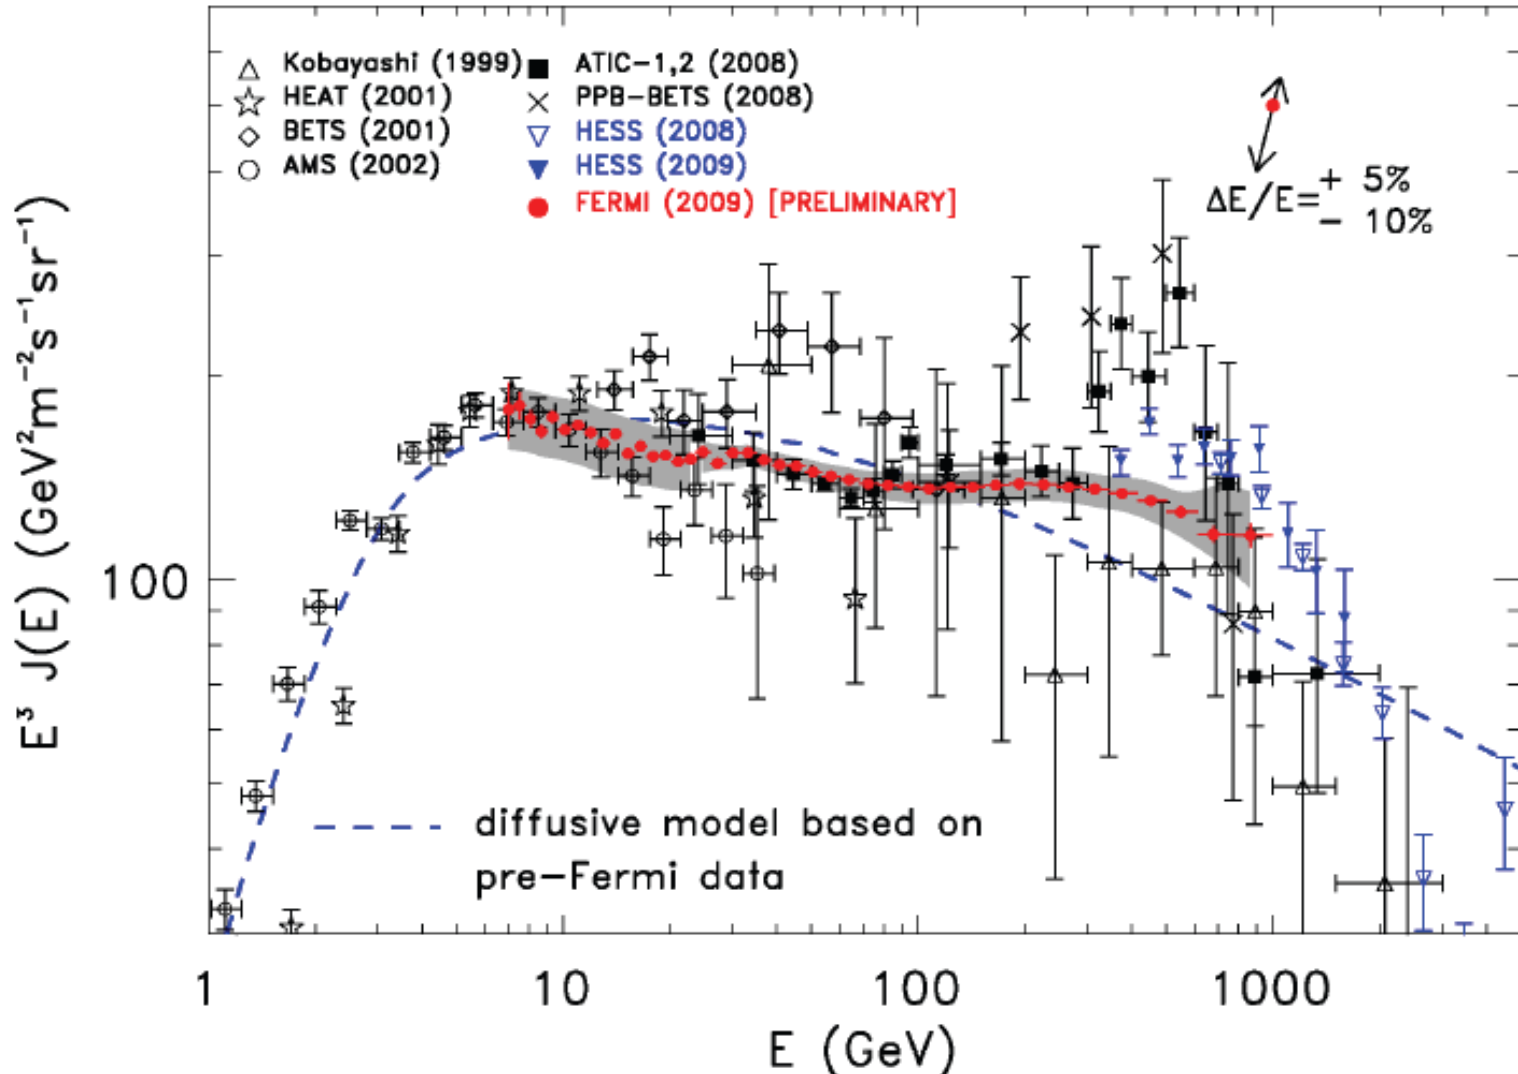 Kobayashi (1999)
HEAT (2001)
BETS (2001)
AMS (2002)
ATIC−1,2 (2008)
PPB−BETS (2008)
HESS (2008)
HESS (2009)
FERMI (2009) [PRELIMINARY]
ΔE/E=+ 5%
− 10%
E³ J(E) (GeV²m⁻²s⁻¹sr⁻¹)
100
diffusive model based on
pre−Fermi data
1 10 100 1000
E (GeV)